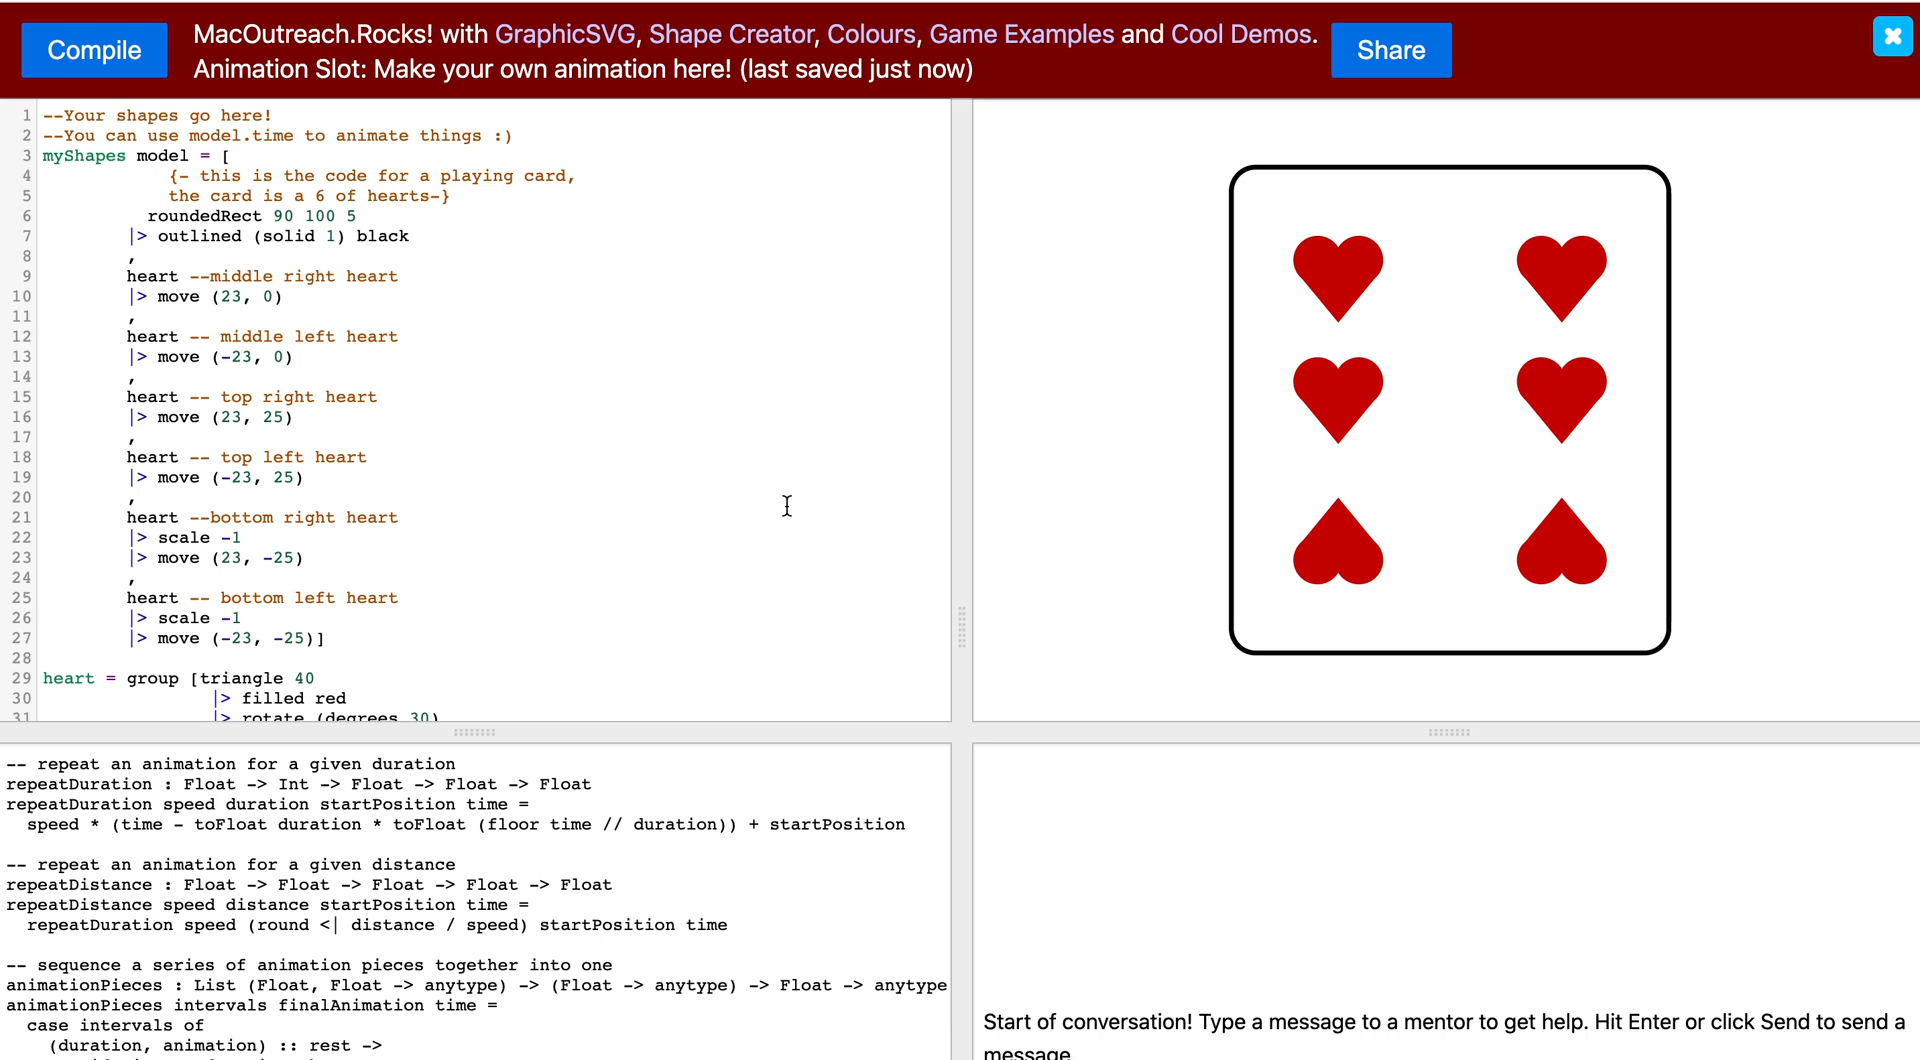 Compile
MacOutreach.Rocks! with GraphicSVG, Shape Creator, Colours, Game Examples and Cool Demos.
Animation Slot: Make your own animation here! (last saved just now)
Share
1 --Your shapes go here!
2 --You can use model.time to animate things :)
3 myShapes model = [
4 {- this is the code for a playing card,
5 the card is a 6 of hearts-}
6 roundedRect 90 100 5
7 |> outlined (solid 1) black
8 ,
9 heart --middle right heart
10 |> move (23, 0)
11 ,
12 heart -- middle left heart
13 |> move (-23, 0)
14 ,
15 heart -- top right heart
16 |> move (23, 25)
17 ,
18 heart -- top left heart
19 |> move (-23, 25)
20 ,
21 heart --bottom right heart
22 |> scale -1
23 |> move (23, -25)
24 ,
25 heart -- bottom left heart
26 |> scale -1
27 |> move (-23, -25)]
28
29 heart = group [triangle 40
30 |> filled red
31 |> rotate (degrees 30)
-- repeat an animation for a given duration
repeatDuration : Float -> Int -> Float -> Float -> Float
repeatDuration speed duration startPosition time =
speed * (time - toFloat duration * toFloat (floor time // duration)) + startPosition
-- repeat an animation for a given distance
repeatDistance : Float -> Float -> Float -> Float -> Float
repeatDistance speed distance startPosition time =
repeatDuration speed (round <| distance / speed) startPosition time
-- sequence a series of animation pieces together into one
animationPieces : List (Float, Float -> anytype) -> (Float -> anytype) -> Float -> anytype
animationPieces intervals finalAnimation time =
case intervals of
(duration, animation) :: rest ->
Start of conversation! Type a message to a mentor to get help. Hit Enter or click Send to send a
message